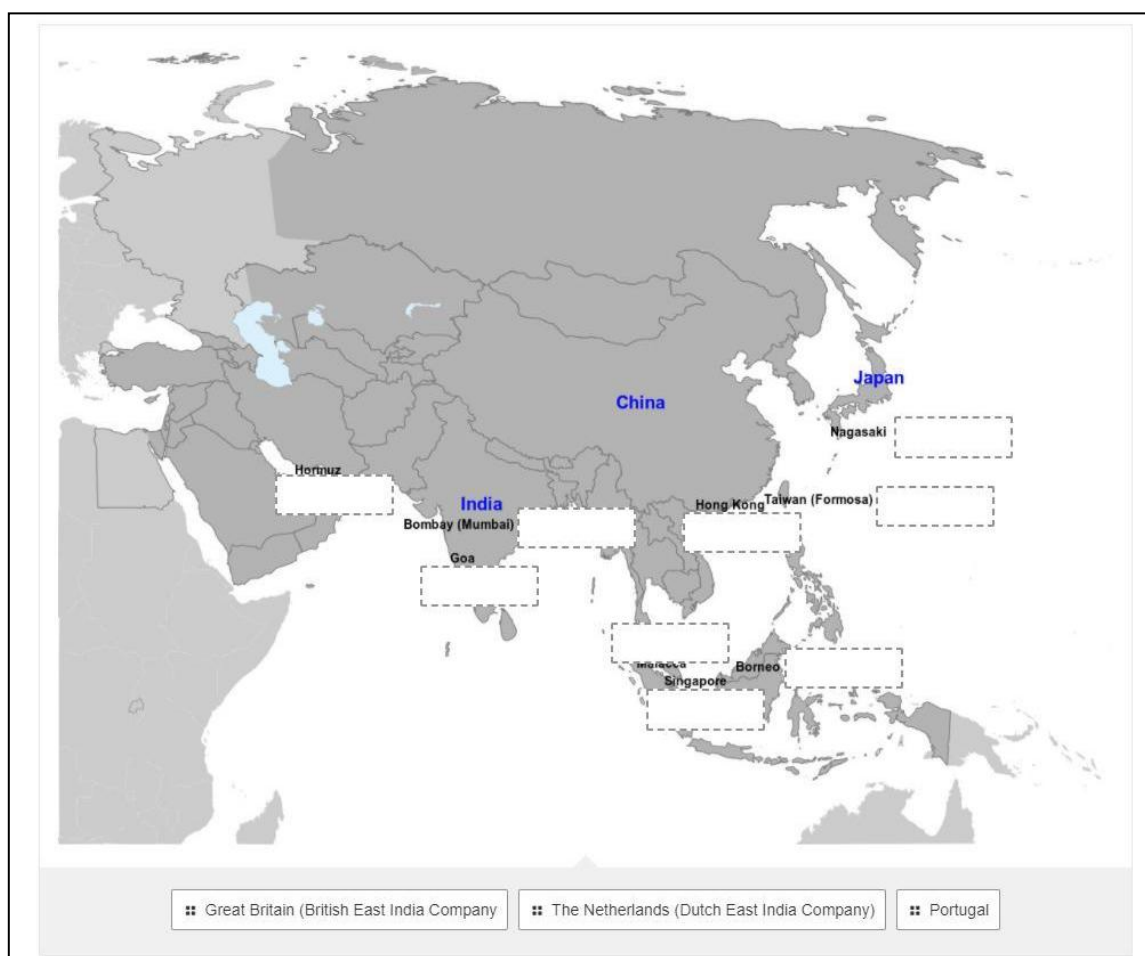 Japan
China
Nagasaki
Hormuz
India
Hong Kong
Taiwan (Formosa)
Bombay (Mumbai)
Goa
Malacca
Borneo
Singapore
Great Britain (British East India Company
The Netherlands (Dutch East India Company)
Portugal